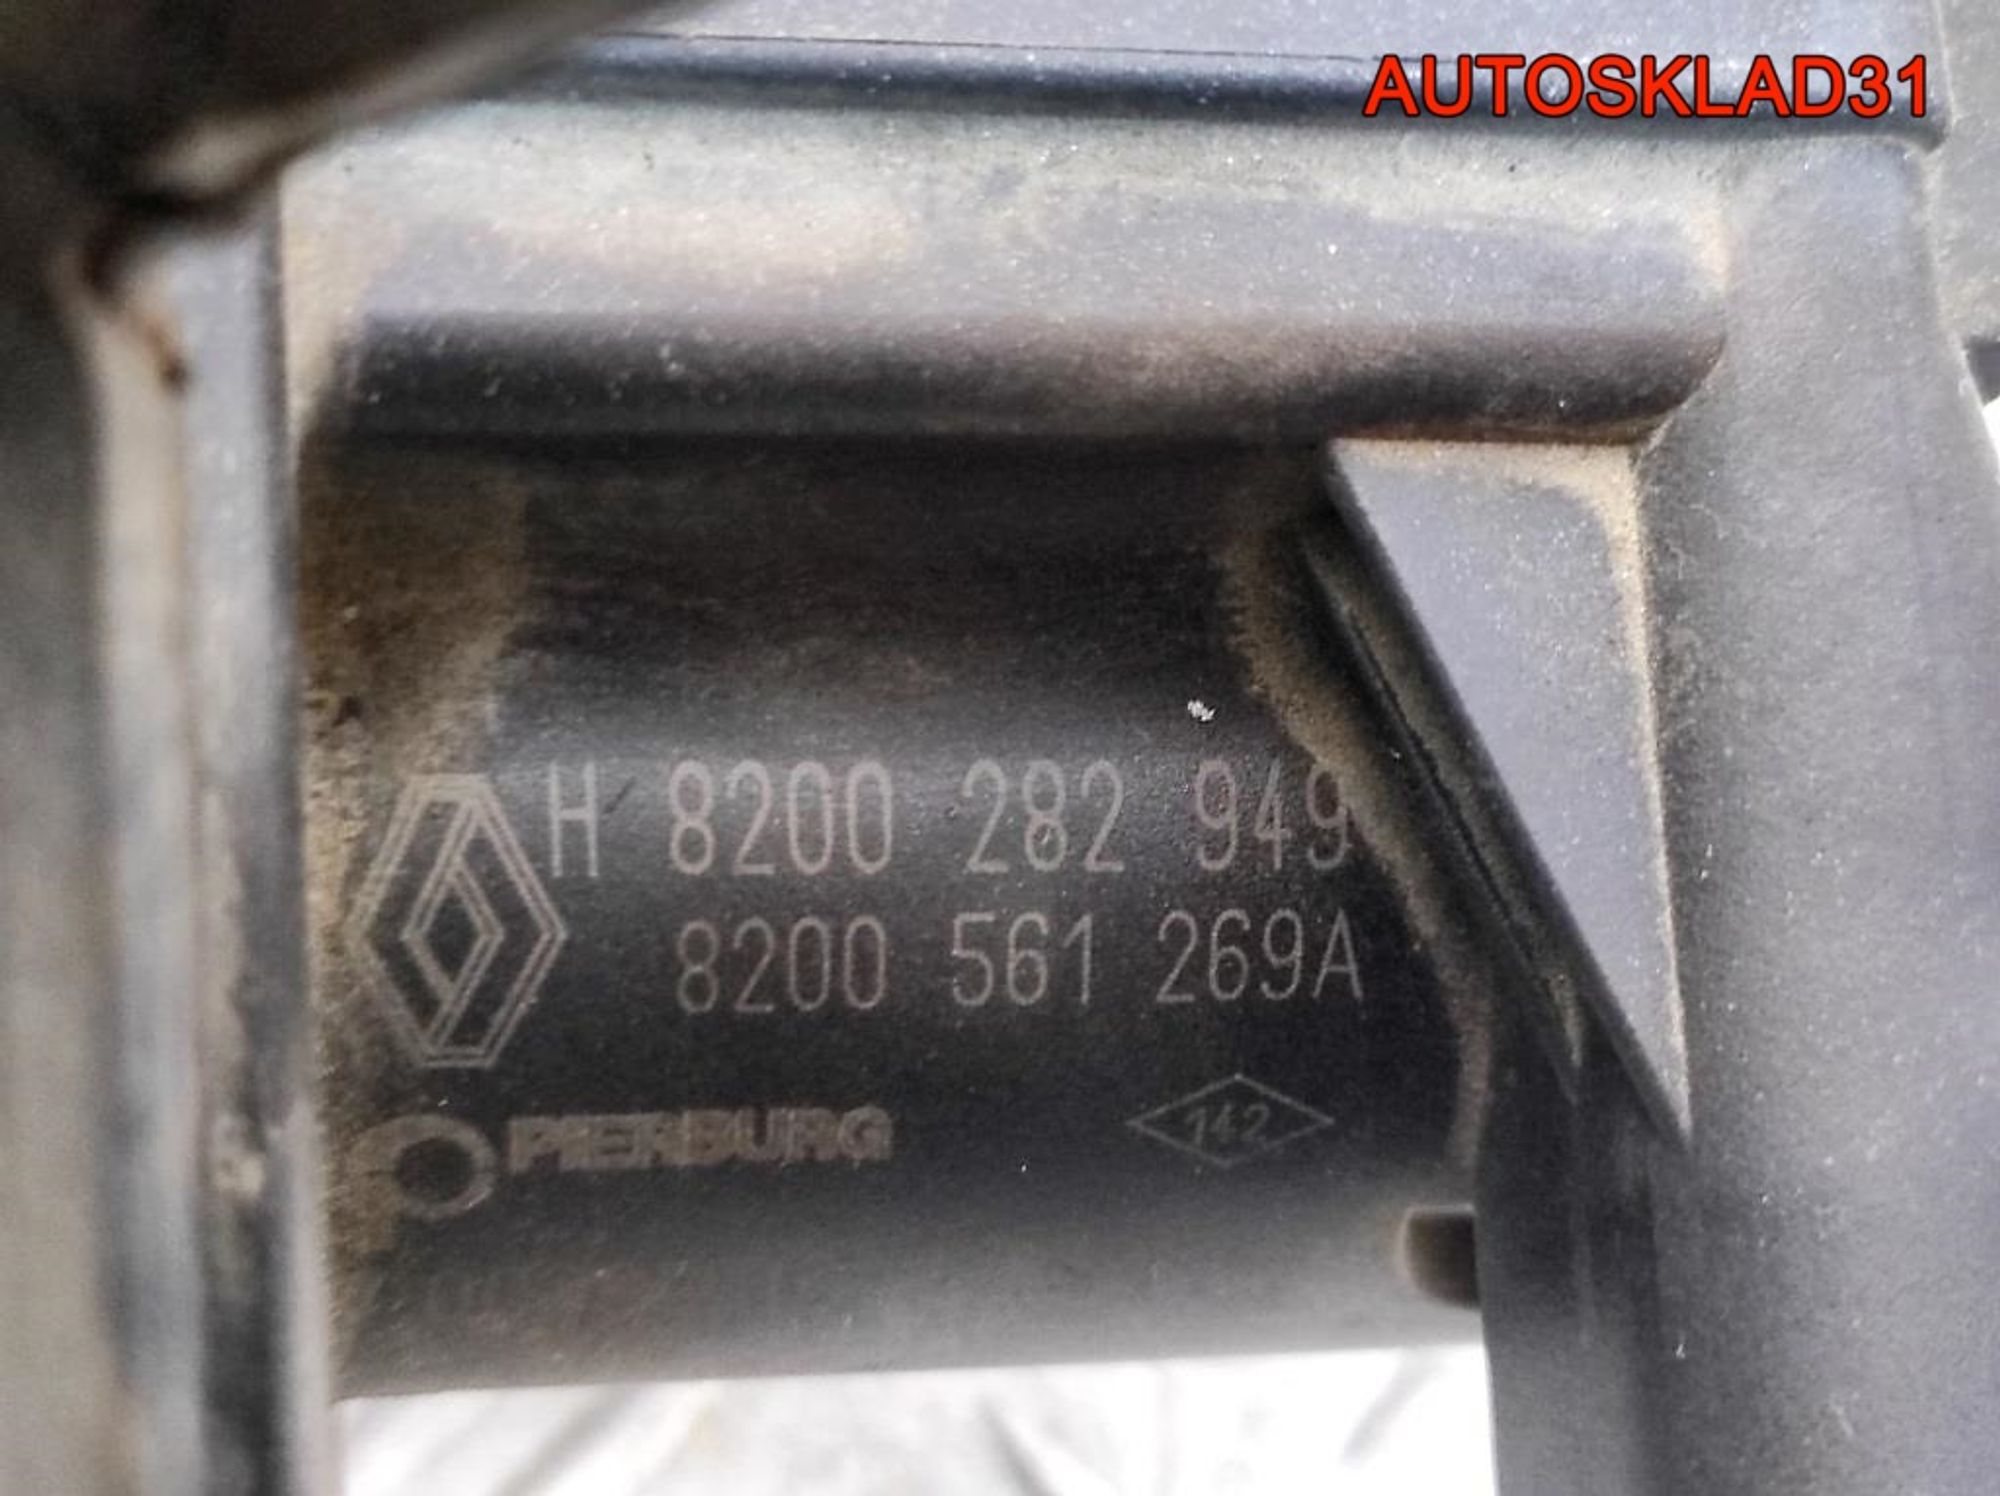 AUTOSKLAD31
H 8200 282 949
8200 561 269A
PIERBURG
142